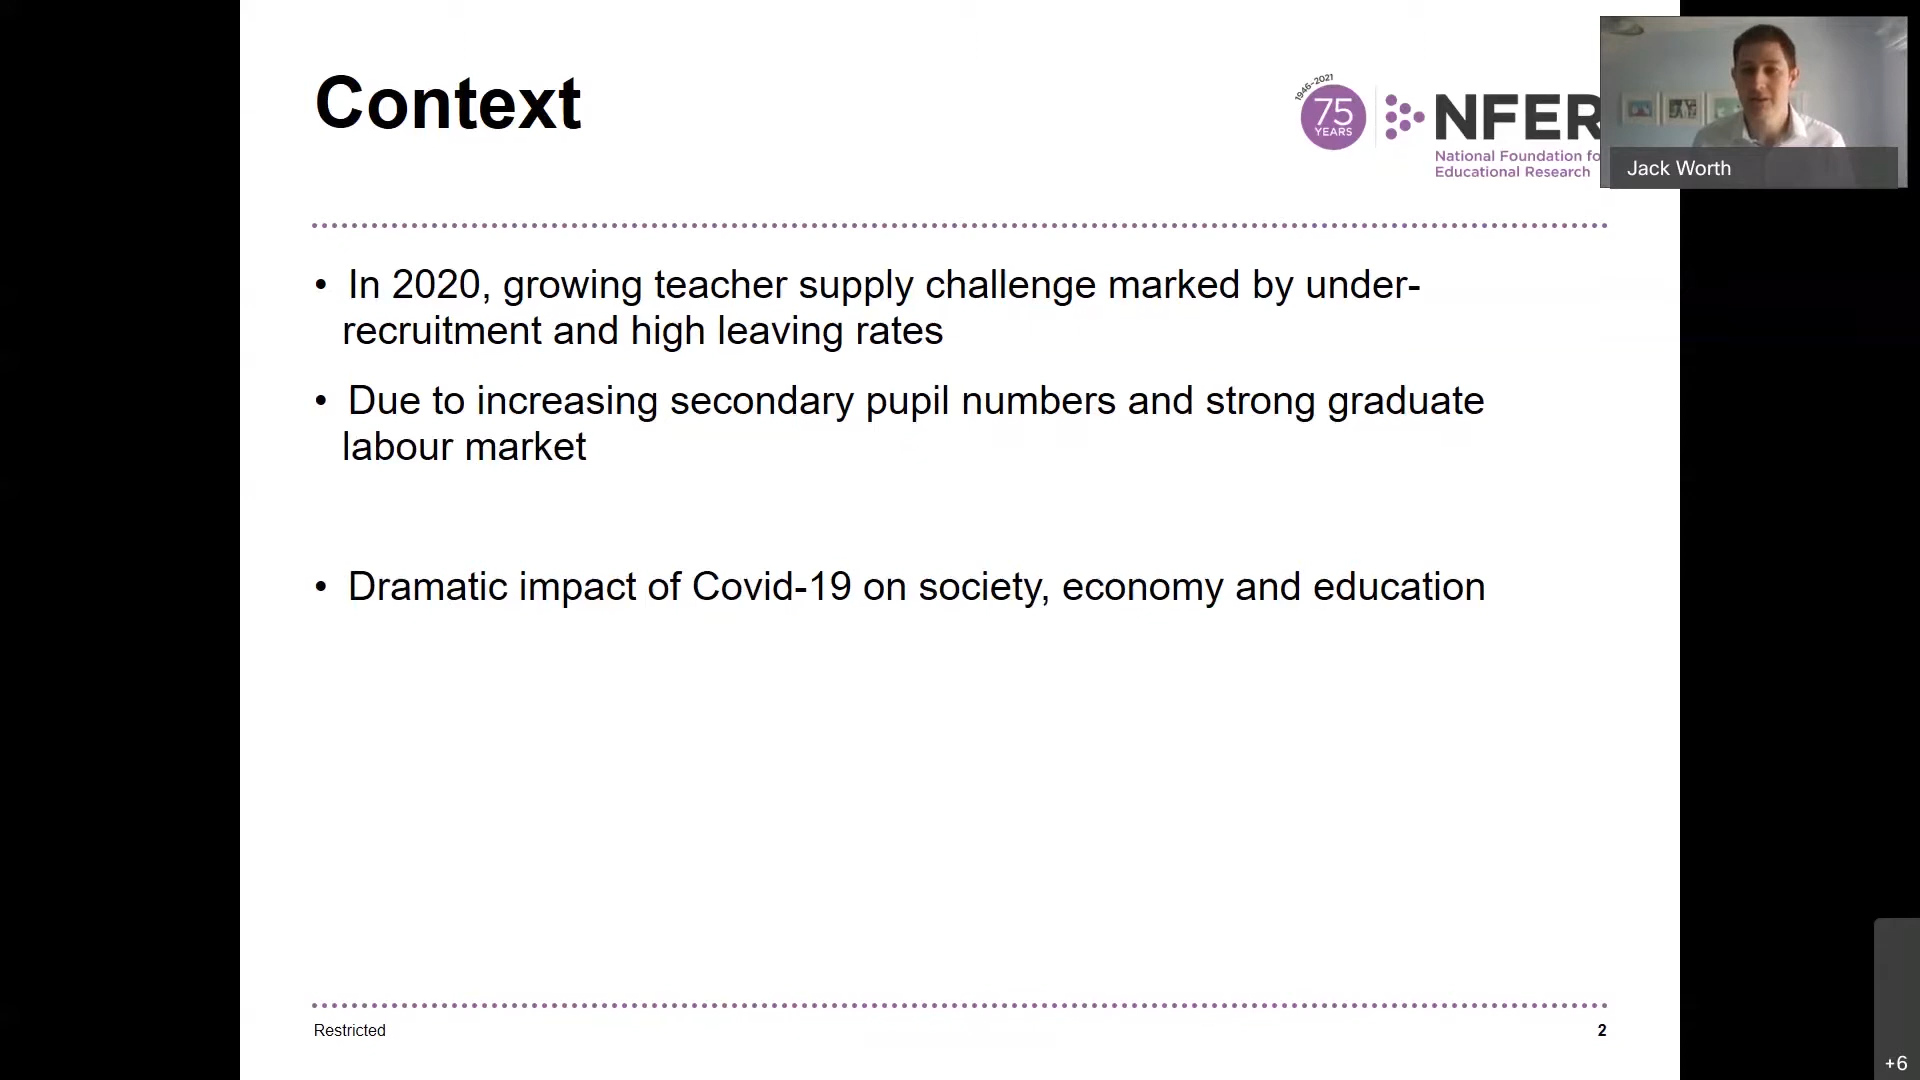 Context
1946-2021
75
YEARS
NFER
National Foundation fo
Educational Research
Jack Worth
• In 2020, growing teacher supply challenge marked by under-
recruitment and high leaving rates
• Due to increasing secondary pupil numbers and strong graduate
labour market
• Dramatic impact of Covid-19 on society, economy and education
Restricted
2
+6